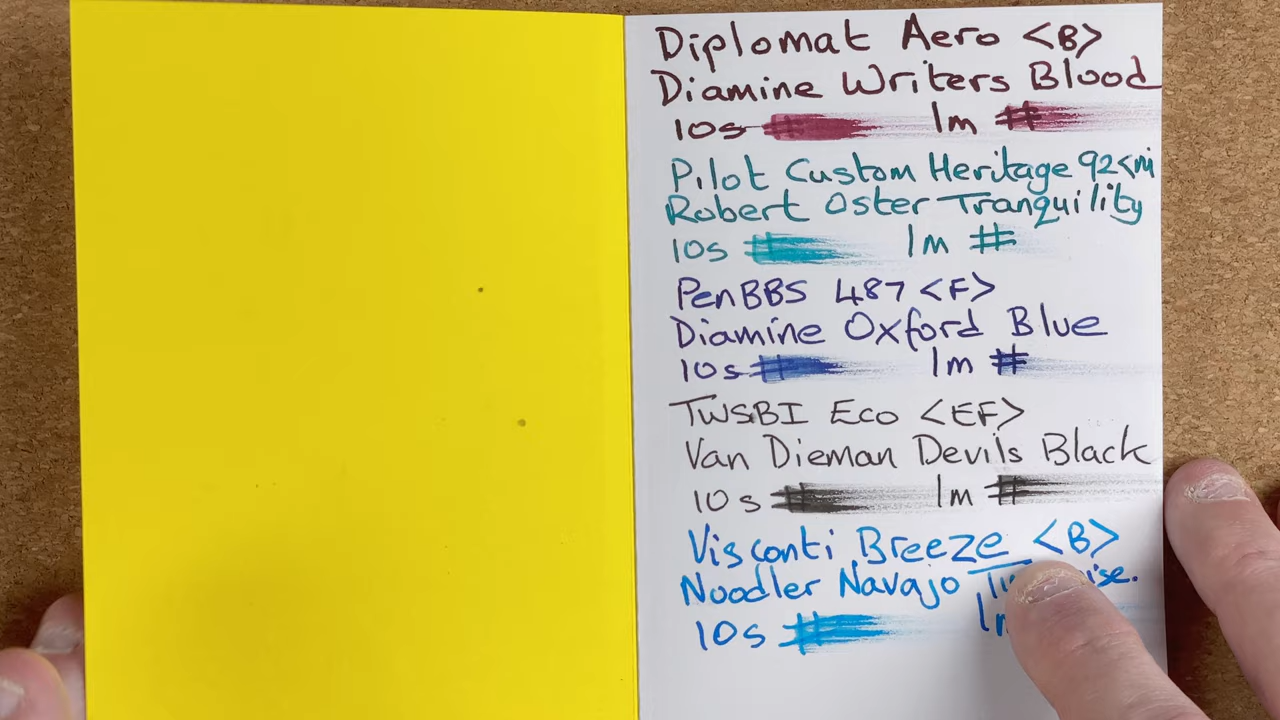 Diplomat Aero <B>
Diamine Writers Blood
10s # 1m #
Pilot Custom Heritage 92 <m
Robert Oster Tranquility
10s # 1m #
PenBBS 487 <F>
Diamine Oxford Blue
10s # 1m #
TWSBI Eco <EF>
Van Dieman Devils Black
10s # 1m #
Visconti Breeze <B>
Noodler Navajo
10s #